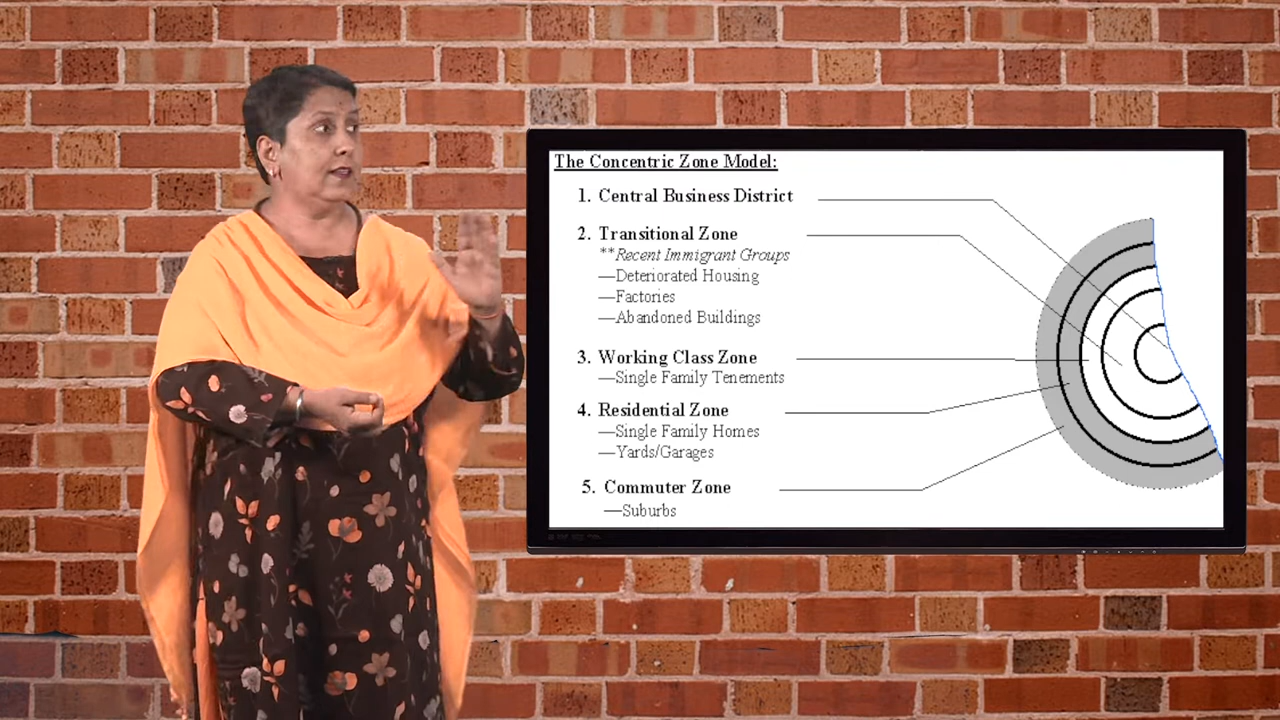 The Concentric Zone Model:
1. Central Business District
2. Transitional Zone
**Recent Immigrant Groups
—Deteriorated Housing
—Factories
—Abandoned Buildings
3. Working Class Zone
—Single Family Tenements
4. Residential Zone
—Single Family Homes
—Yards/Garages
5. Commuter Zone
—Suburbs